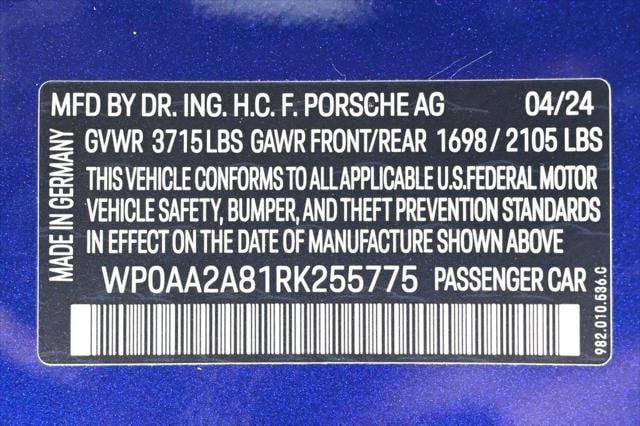 MFD BY DR. ING. H.C. F. PORSCHE AG 04/24
GVWR 3715 LBS GAWR FRONT/REAR 1698 / 2105 LBS
THIS VEHICLE CONFORMS TO ALL APPLICABLE U.S. FEDERAL MOTOR
VEHICLE SAFETY, BUMPER, AND THEFT PREVENTION STANDARDS
IN EFFECT ON THE DATE OF MANUFACTURE SHOWN ABOVE
WP0AA2A81RK255775 PASSENGER CAR
MADE IN GERMANY
982.010.536.C